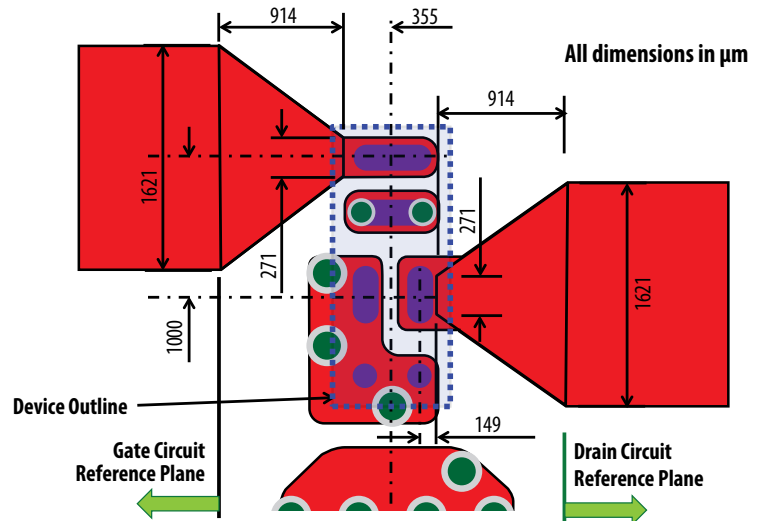 914
355
All dimensions in µm
914
1621
271
271
1621
1000
Device Outline
149
Gate Circuit
Reference Plane
Drain Circuit
Reference Plane